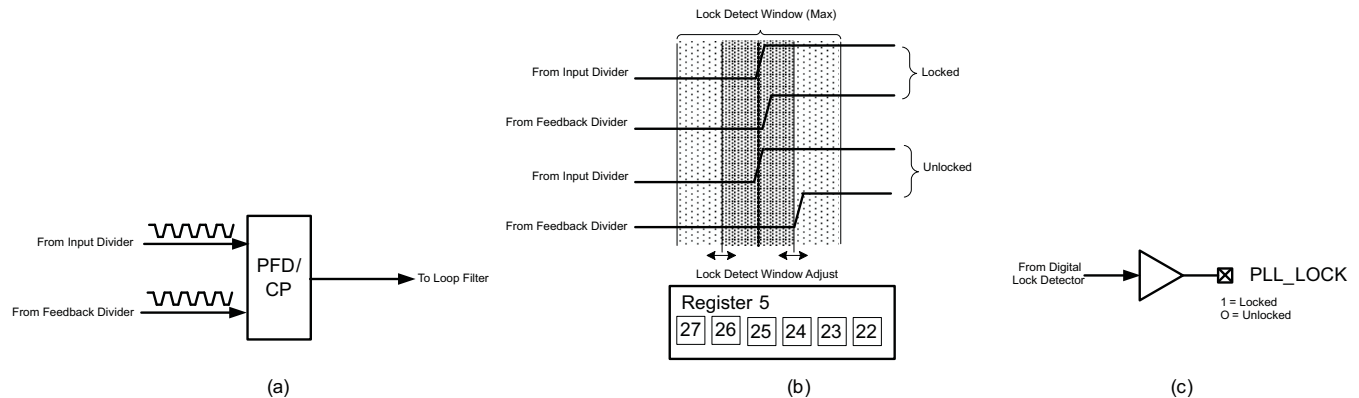 From Input Divider
From Feedback Divider
PFD/
CP
To Loop Filter
(a)
Lock Detect Window (Max)
From Input Divider
From Feedback Divider
Locked
From Input Divider
From Feedback Divider
Unlocked
Lock Detect Window Adjust
Register 5
27 26 25 24 23 22
(b)
From Digital
Lock Detector
PLL_LOCK
1 = Locked
O = Unlocked
(c)